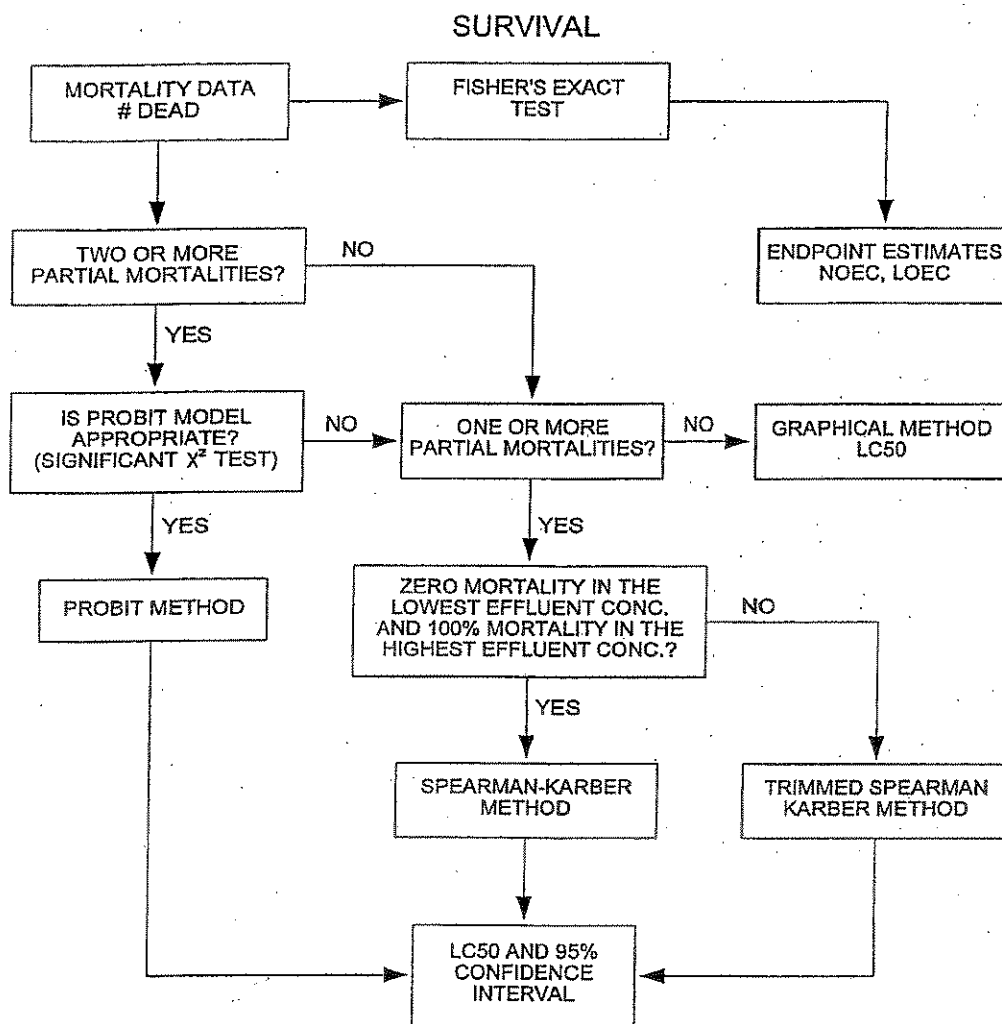 SURVIVAL
MORTALITY DATA
# DEAD
FISHER'S EXACT
TEST
TWO OR MORE
PARTIAL MORTALITIES?
NO
ENDPOINT ESTIMATES
NOEC, LOEC
YES
IS PROBIT MODEL
APPROPRIATE?
(SIGNIFICANT X² TEST)
NO
ONE OR MORE
PARTIAL MORTALITIES?
NO
GRAPHICAL METHOD
LC50
YES
YES
PROBIT METHOD
ZERO MORTALITY IN THE
LOWEST EFFLUENT CONC.
AND 100% MORTALITY IN THE
HIGHEST EFFLUENT CONC.?
NO
YES
SPEARMAN-KARBER
METHOD
TRIMMED SPEARMAN
KARBER METHOD
LC50 AND 95%
CONFIDENCE
INTERVAL